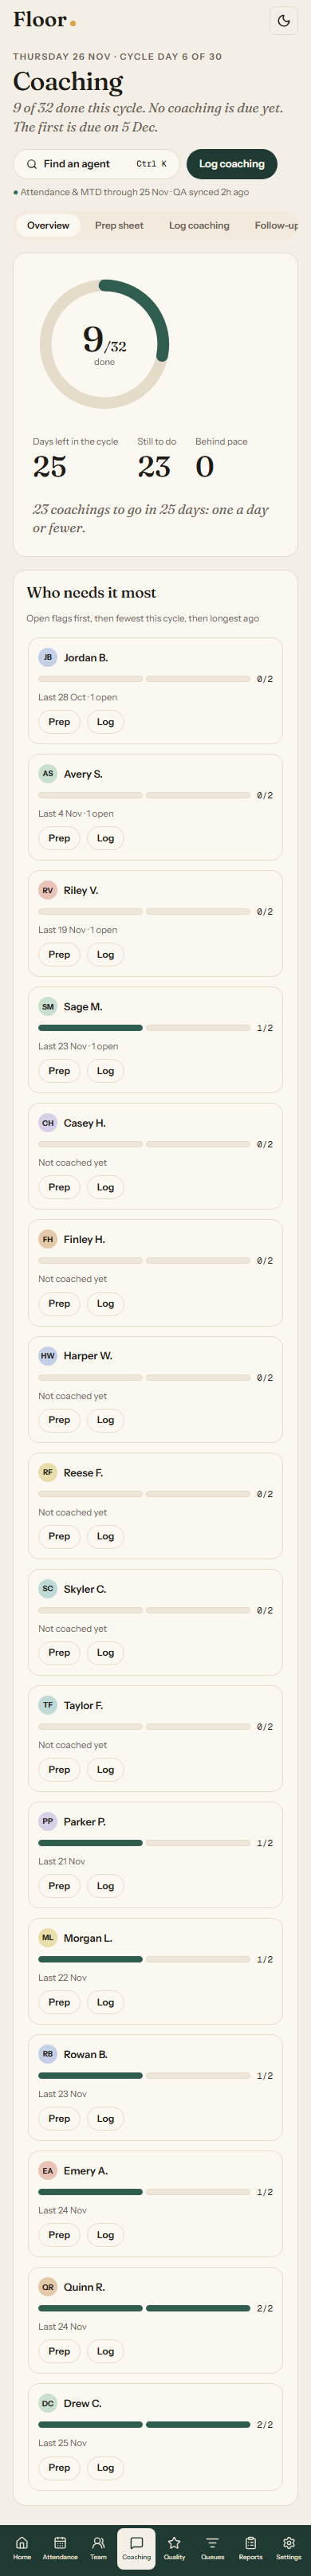 Floor
THURSDAY 26 NOV · CYCLE DAY 6 OF 30
Coaching
9 of 32 done this cycle. No coaching is due yet.
The first is due on 5 Dec.
Find an agent Ctrl K Log coaching
Attendance & MTD through 25 Nov · QA synced 2h ago
Overview Prep sheet Log coaching Follow-up
9/32
done
Days left in the cycle Still to do Behind pace
25 23 0
23 coachings to go in 25 days: one a day
or fewer.
Who needs it most
Open flags first, then fewest this cycle, then longest ago
JB Jordan B.
0/2
Last 28 Oct · 1 open
Prep Log
AS Avery S.
0/2
Last 4 Nov · 1 open
Prep Log
RV Riley V.
0/2
Last 19 Nov · 1 open
Prep Log
SM Sage M.
1/2
Last 23 Nov · 1 open
Prep Log
CH Casey H.
0/2
Not coached yet
Prep Log
FH Finley H.
0/2
Not coached yet
Prep Log
HW Harper W.
0/2
Not coached yet
Prep Log
RF Reese F.
0/2
Not coached yet
Prep Log
SC Skyler C.
0/2
Not coached yet
Prep Log
TF Taylor F.
0/2
Not coached yet
Prep Log
PP Parker P.
1/2
Last 21 Nov
Prep Log
ML Morgan L.
1/2
Last 22 Nov
Prep Log
RB Rowan B.
1/2
Last 23 Nov
Prep Log
EA Emery A.
1/2
Last 24 Nov
Prep Log
QR Quinn R.
2/2
Last 24 Nov
Prep Log
DC Drew C.
2/2
Last 25 Nov
Prep Log
Home Attendance Team Coaching Quality Queues Reports Settings